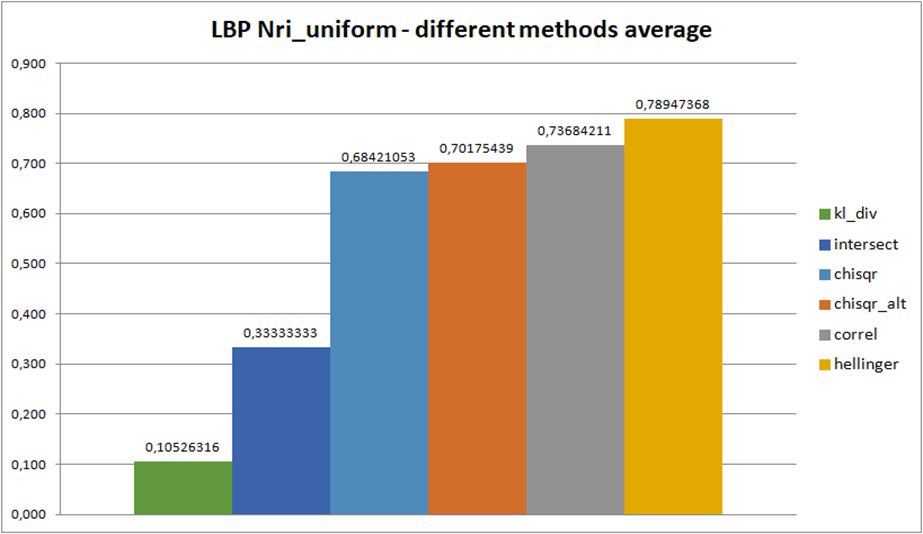 LBP Nri_uniform - different methods average
0,900
0,800
0,700
0,600
0,500
0,400
0,300
0,200
0,100
0,000
0,10526316
0,33333333
0,68421053
0,70175439
0,73684211
0,78947368
kl_div
intersect
chisqr
chisqr_alt
correl
hellinger